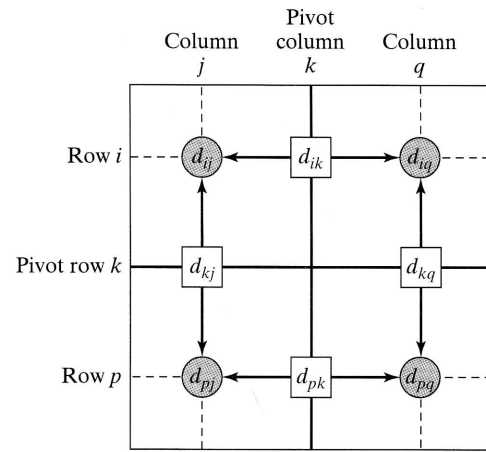 Column
j
Pivot
column
k
Column
q
Row i
d_ij
d_ik
d_iq
Pivot row k
d_kj
d_kq
Row p
d_pj
d_pk
d_pq